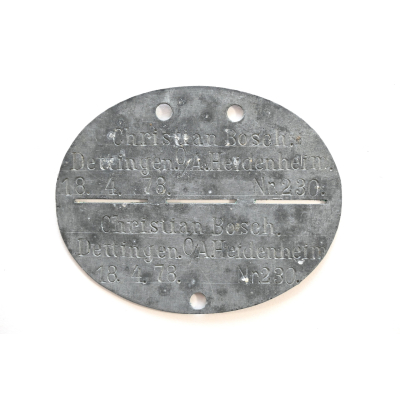 Christian Bosch.
Dettingen.O/A.Heidenheim.
18. 4. 78. Nr.230.
Christian Bosch.
Dettingen.O/A.Heidenheim.
18.4.78. Nr.230.